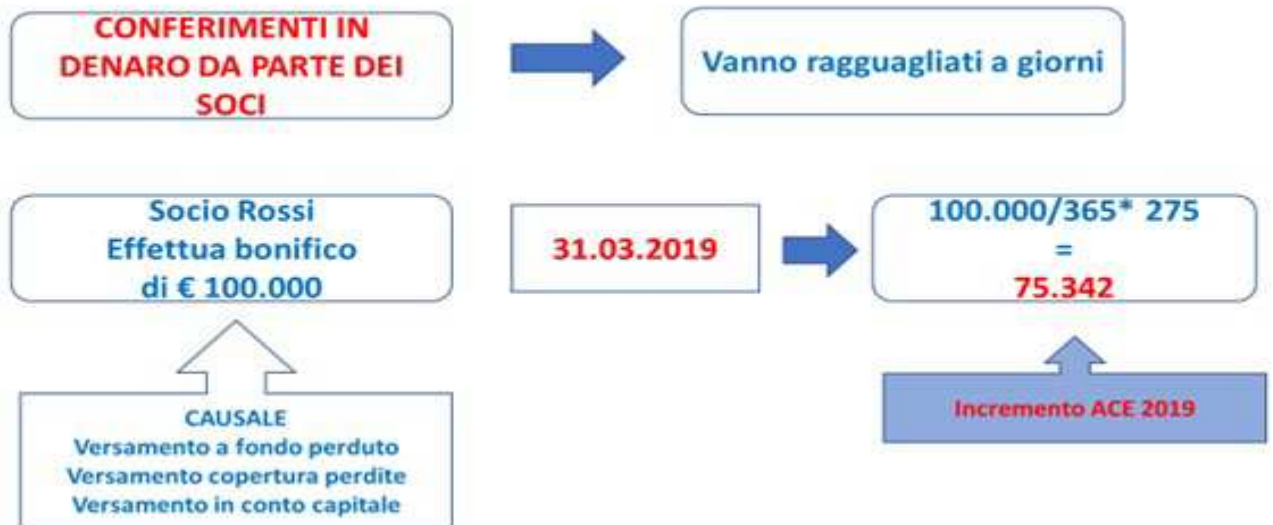 CONFERIMENTI IN
DENARO DA PARTE DEI
SOCI
Vanno ragguagliati a giorni
Socio Rossi
Effettua bonifico
di € 100.000
31.03.2019
100.000/365* 275
=
75.342
CAUSALE
Versamento a fondo perduto
Versamento copertura perdite
Versamento in conto capitale
Incremento ACE 2019